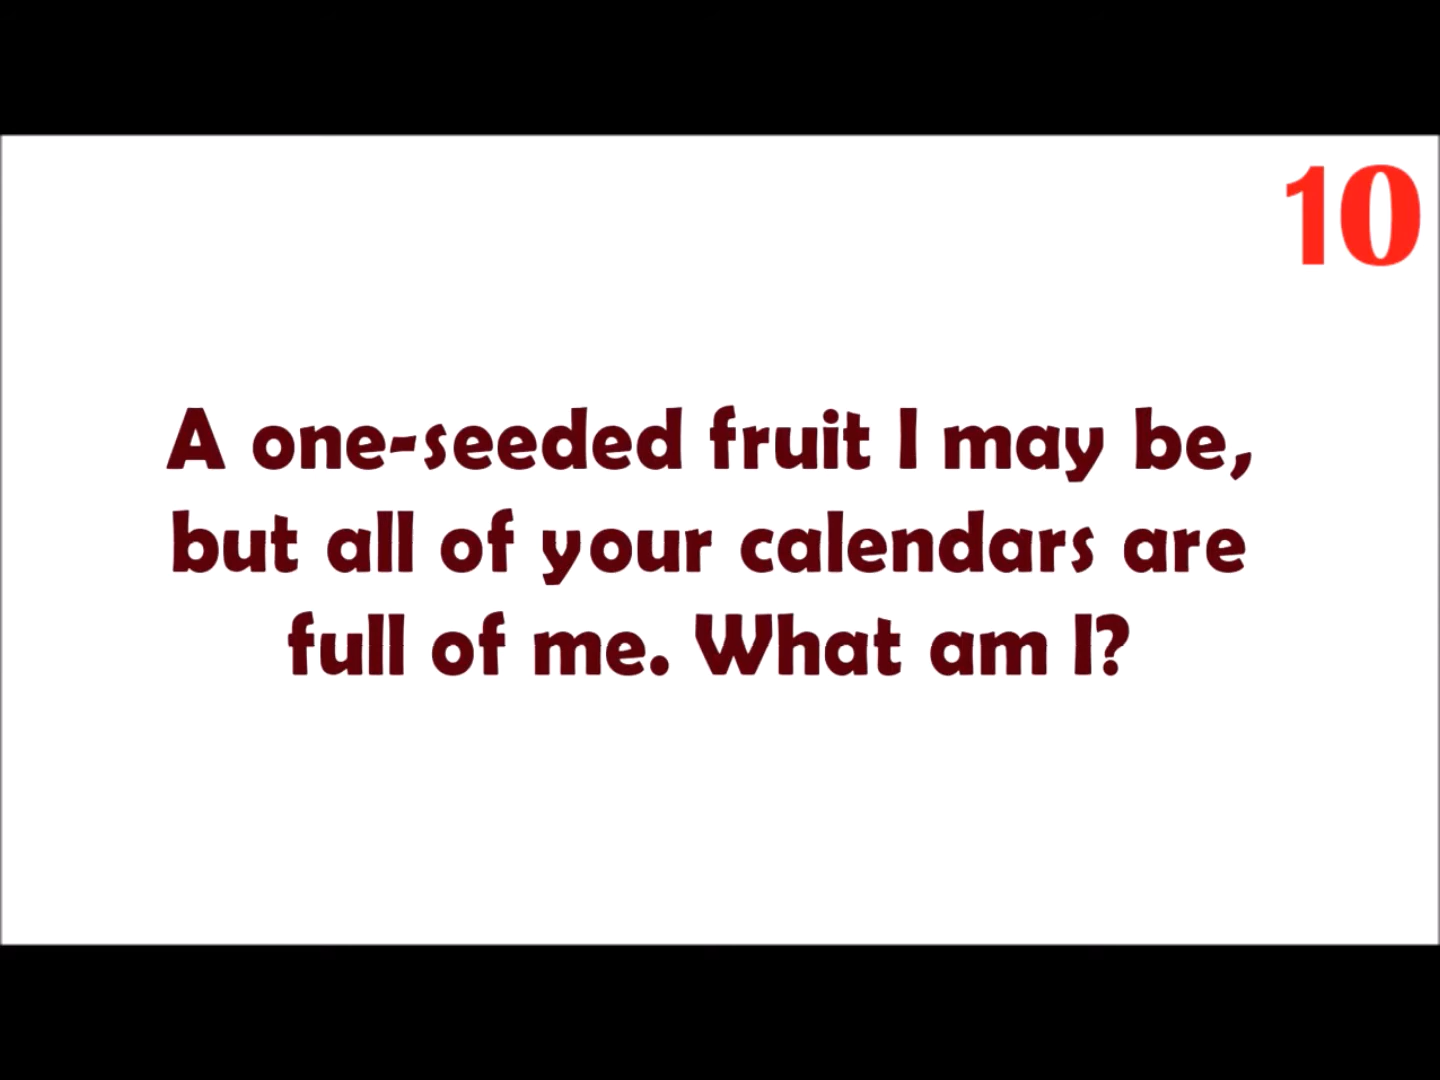 10
A one-seeded fruit I may be,
but all of your calendars are
full of me. What am I?